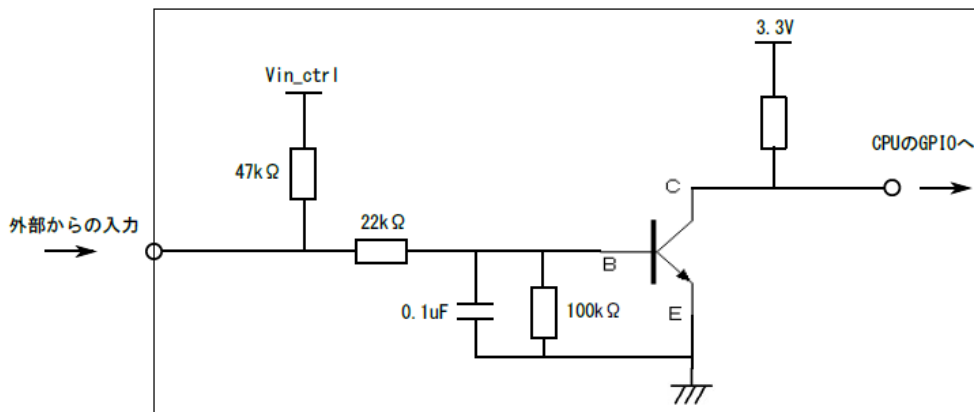 3.3V
Vin_ctrl
CPUのGPIOへ
47kΩ
C
外部からの入力
22kΩ
B
0.1uF
100kΩ
E